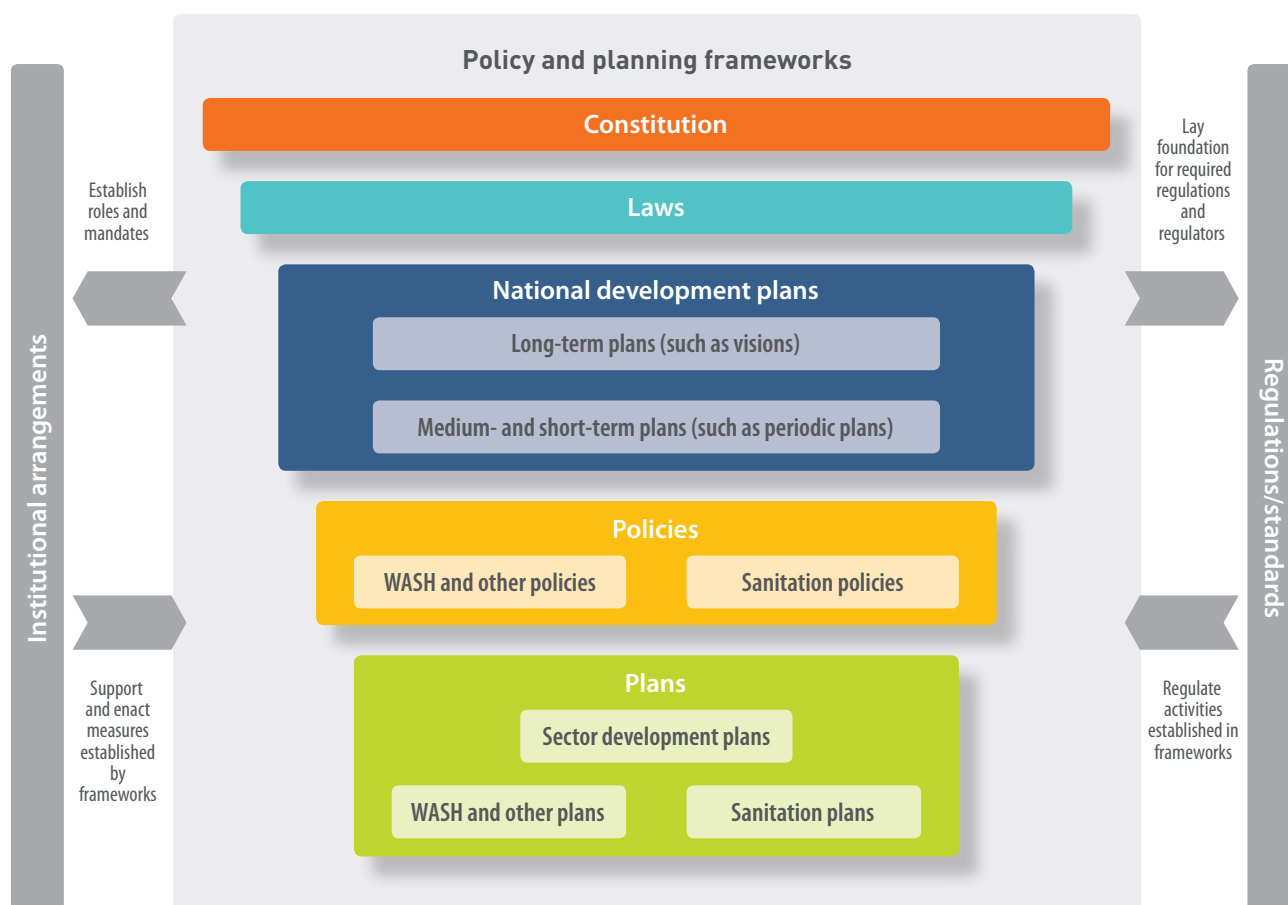 Policy and planning frameworks
Constitution
Laws
National development plans
Long-term plans (such as visions)
Medium- and short-term plans (such as periodic plans)
Policies
WASH and other policies
Sanitation policies
Plans
Sector development plans
WASH and other plans
Sanitation plans
Institutional arrangements
Establish
roles and
mandates
Support
and enact
measures
established
by
frameworks
Lay
foundation
for required
regulations
and
regulators
Regulate
activities
established in
frameworks
Regulations/standards